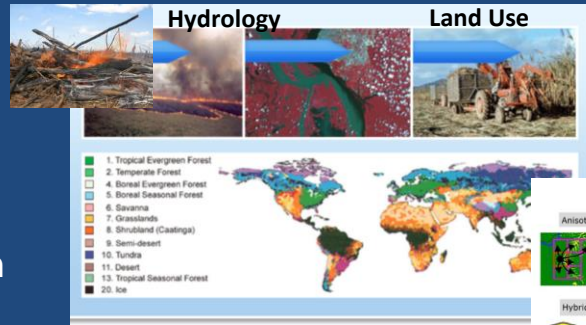 Hydrology
Land Use
1. Tropical Evergreen Forest
2. Temperate Forest
4. Boreal Evergreen Forest
5. Boreal Seasonal Forest
6. Savanna
7. Grasslands
8. Shrubland (Caatinga)
9. Semi-desert
10. Tundra
11. Desert
13. Tropical Seasonal Forest
20. Ice
Anisot
Hybri